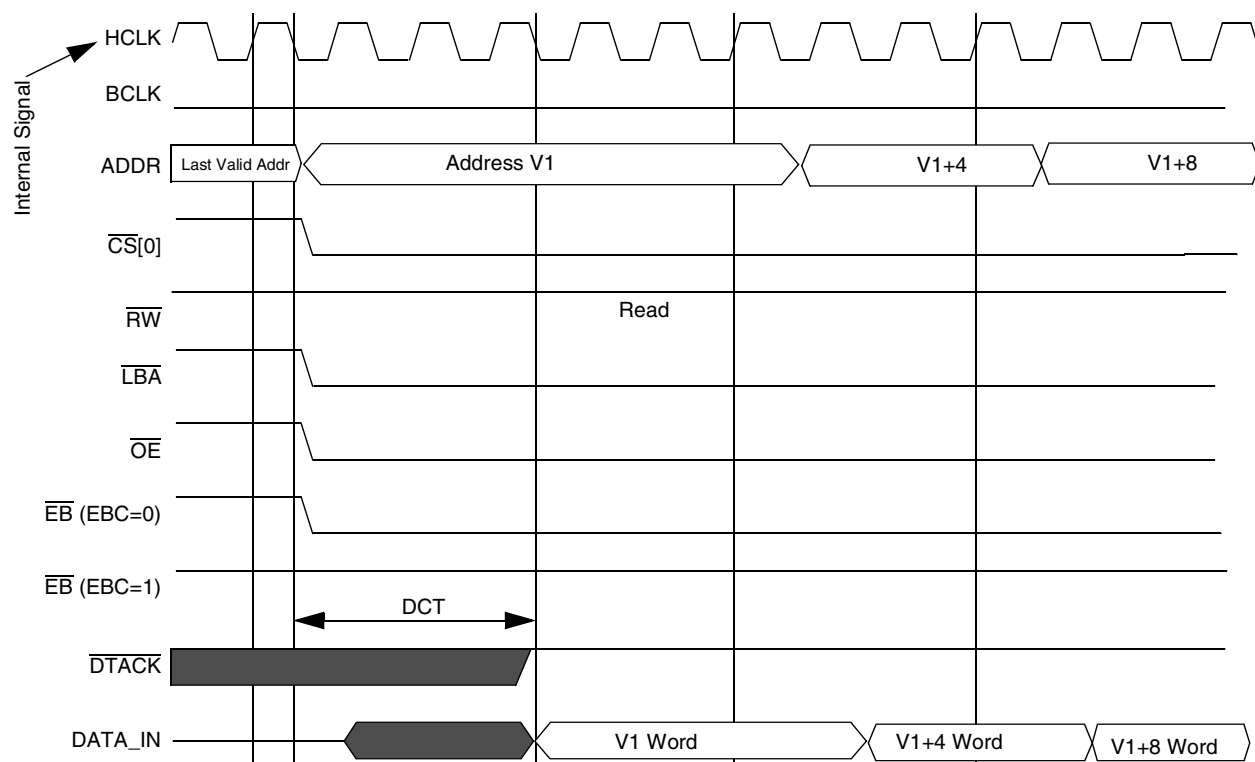 Internal Signal
HCLK
BCLK
ADDR
Last Valid Addr
Address V1
V1+4
V1+8
CS[0]
RW
Read
LBA
OE
EB (EBC=0)
EB (EBC=1)
DCT
DTACK
DATA_IN
V1 Word
V1+4 Word
V1+8 Word